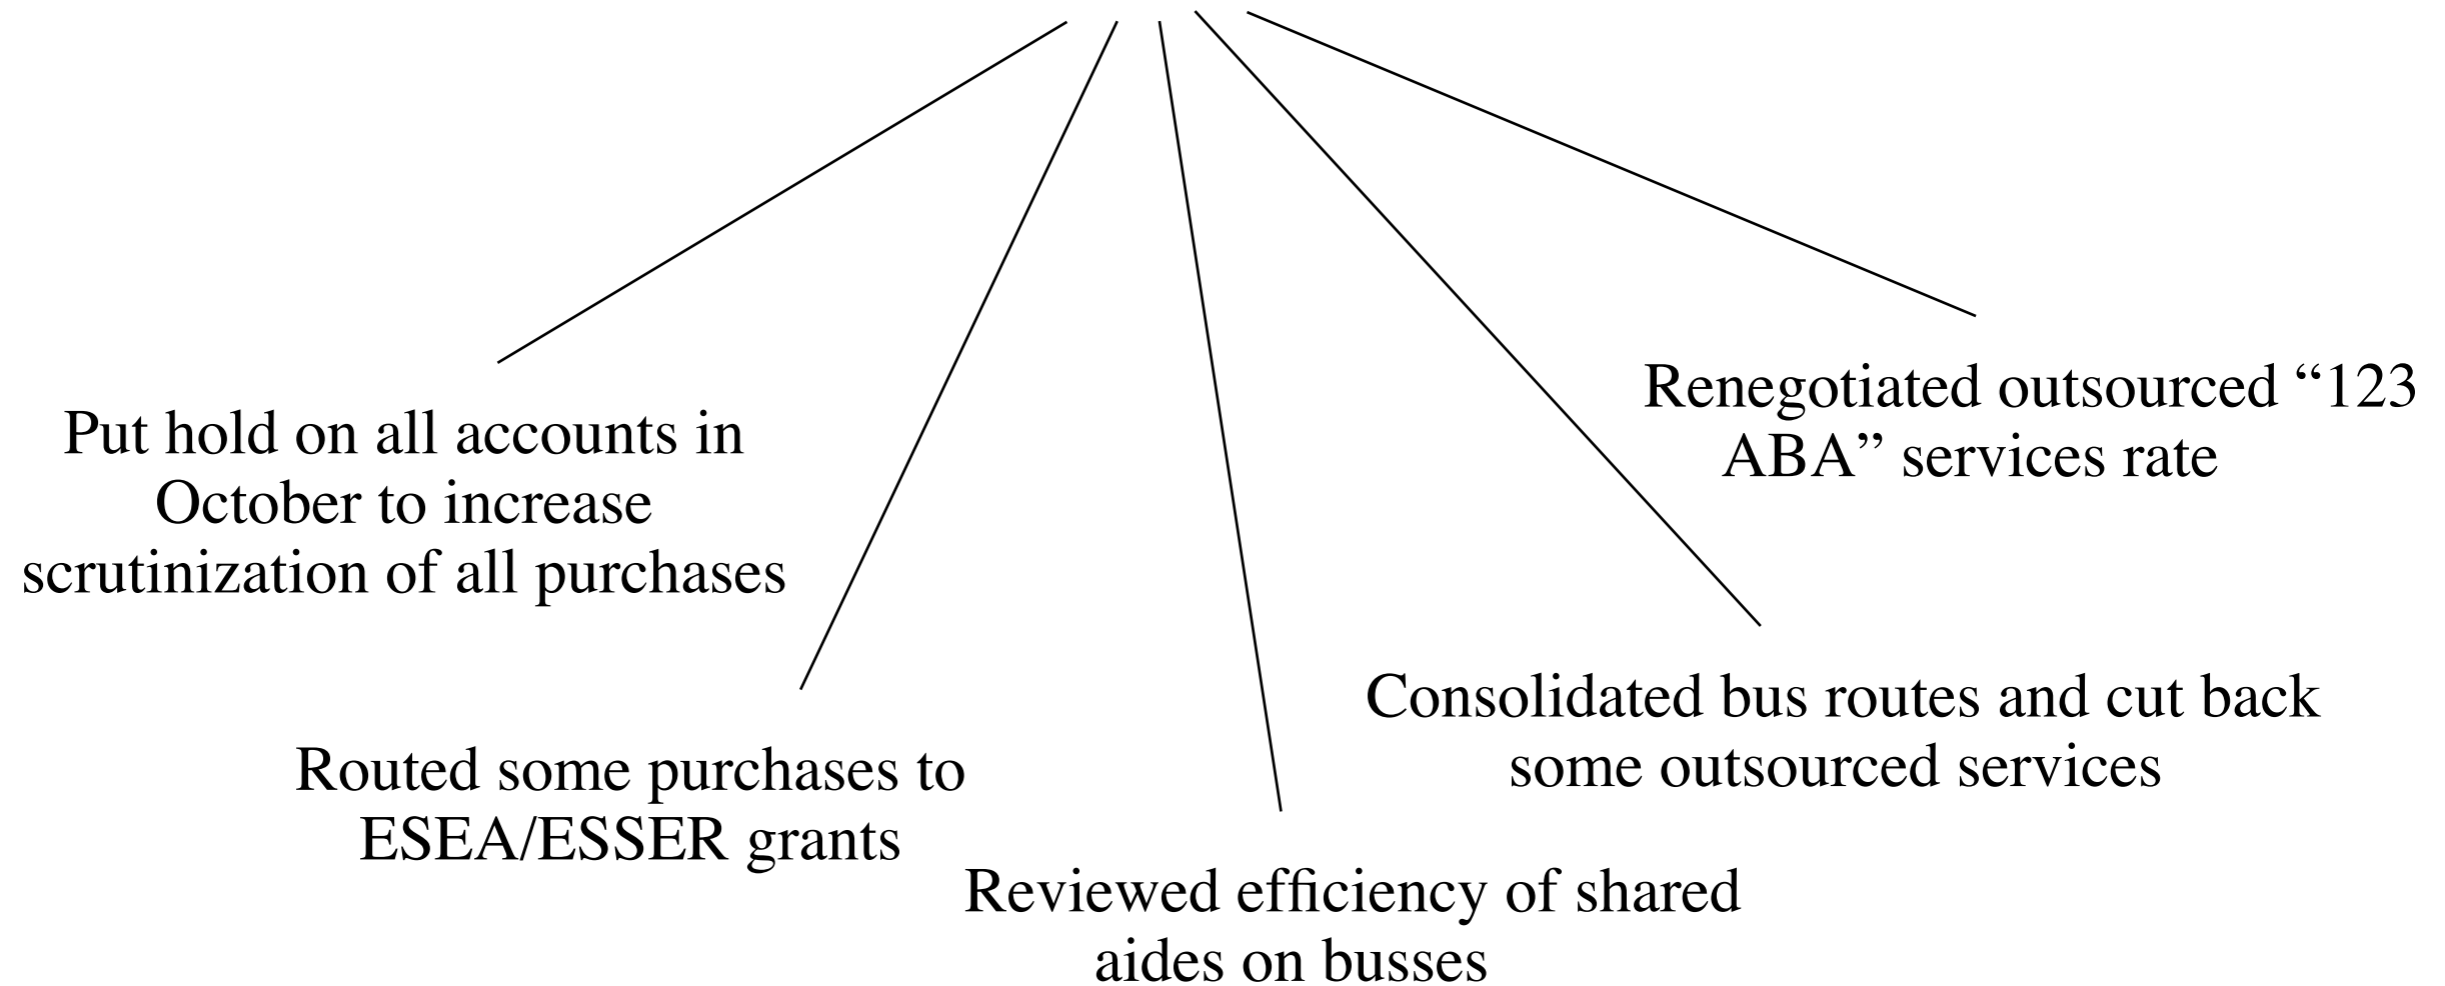 Put hold on all accounts in
October to increase
scrutinization of all purchases
Routed some purchases to
ESEA/ESSER grants
Reviewed efficiency of shared
aides on busses
Consolidated bus routes and cut back
some outsourced services
Renegotiated outsourced “123
ABA” services rate